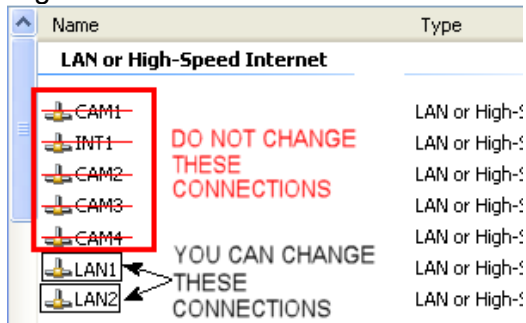 Name Type
LAN or High-Speed Internet
CAM1 LAN or High-S
INT1 LAN or High-S
CAM2 LAN or High-S
CAM3 LAN or High-S
CAM4 LAN or High-S
LAN1 LAN or High-S
LAN2 LAN or High-S
DO NOT CHANGE
THESE
CONNECTIONS
YOU CAN CHANGE
THESE
CONNECTIONS